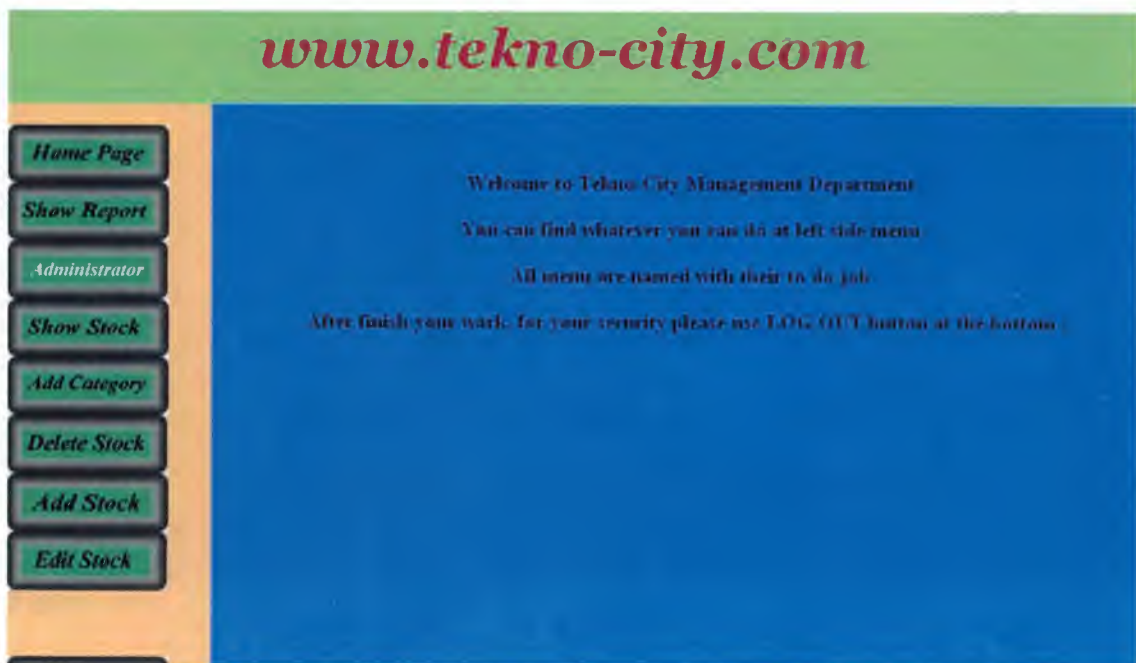 www.tekno-city.com
Home Page
Show Report
Administrator
Show Stock
Add Category
Delete Stock
Add Stock
Edit Stock
Welcome to Tekno City Management Department
You can find whatever you can do at left side menu
All menu are named with their to do job
After finish your work, for your security please use LOG OUT button at the bottom .